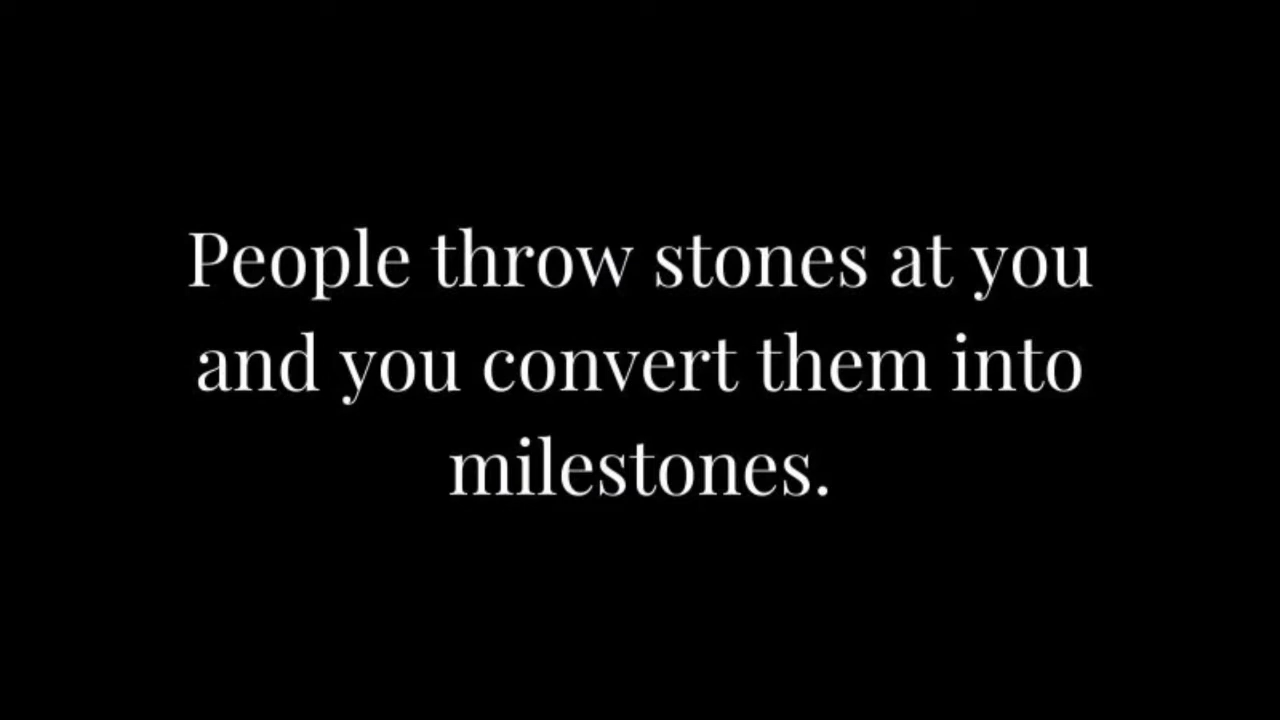 People throw stones at you
and you convert them into
milestones.